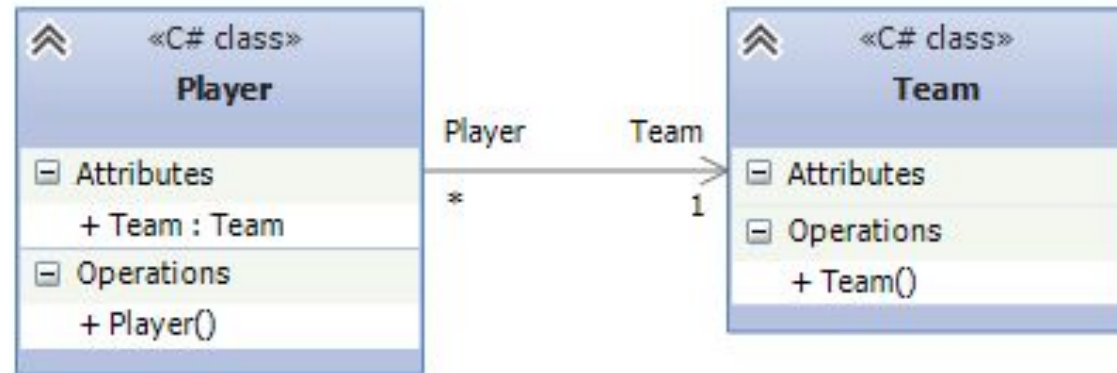 «C# class»
Player
Attributes
+ Team : Team
Operations
+ Player()
Player
Team
*
1
«C# class»
Team
Attributes
Operations
+ Team()